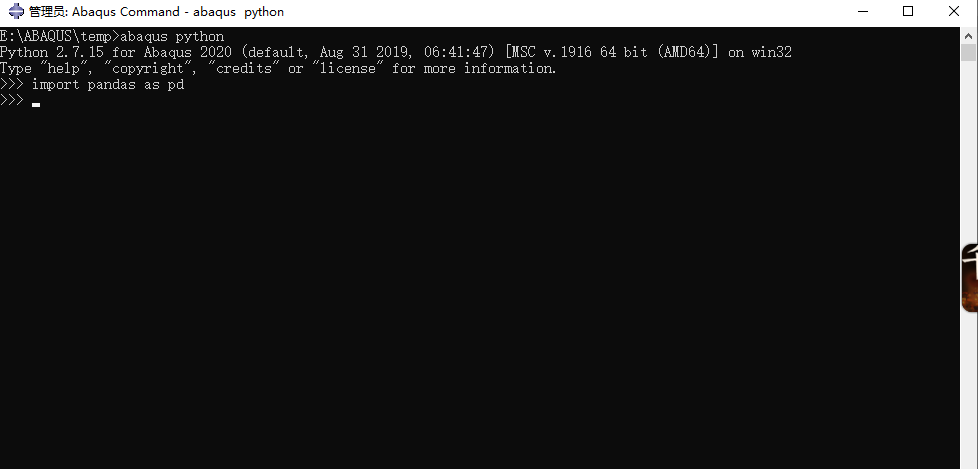 管理员: Abaqus Command - abaqus  python
E:\ABAQUS\temp>abaqus python
Python 2.7.15 for Abaqus 2020 (default, Aug 31 2019, 06:41:47) [MSC v.1916 64 bit (AMD64)] on win32
Type "help", "copyright", "credits" or "license" for more information.
>>> import pandas as pd
>>>